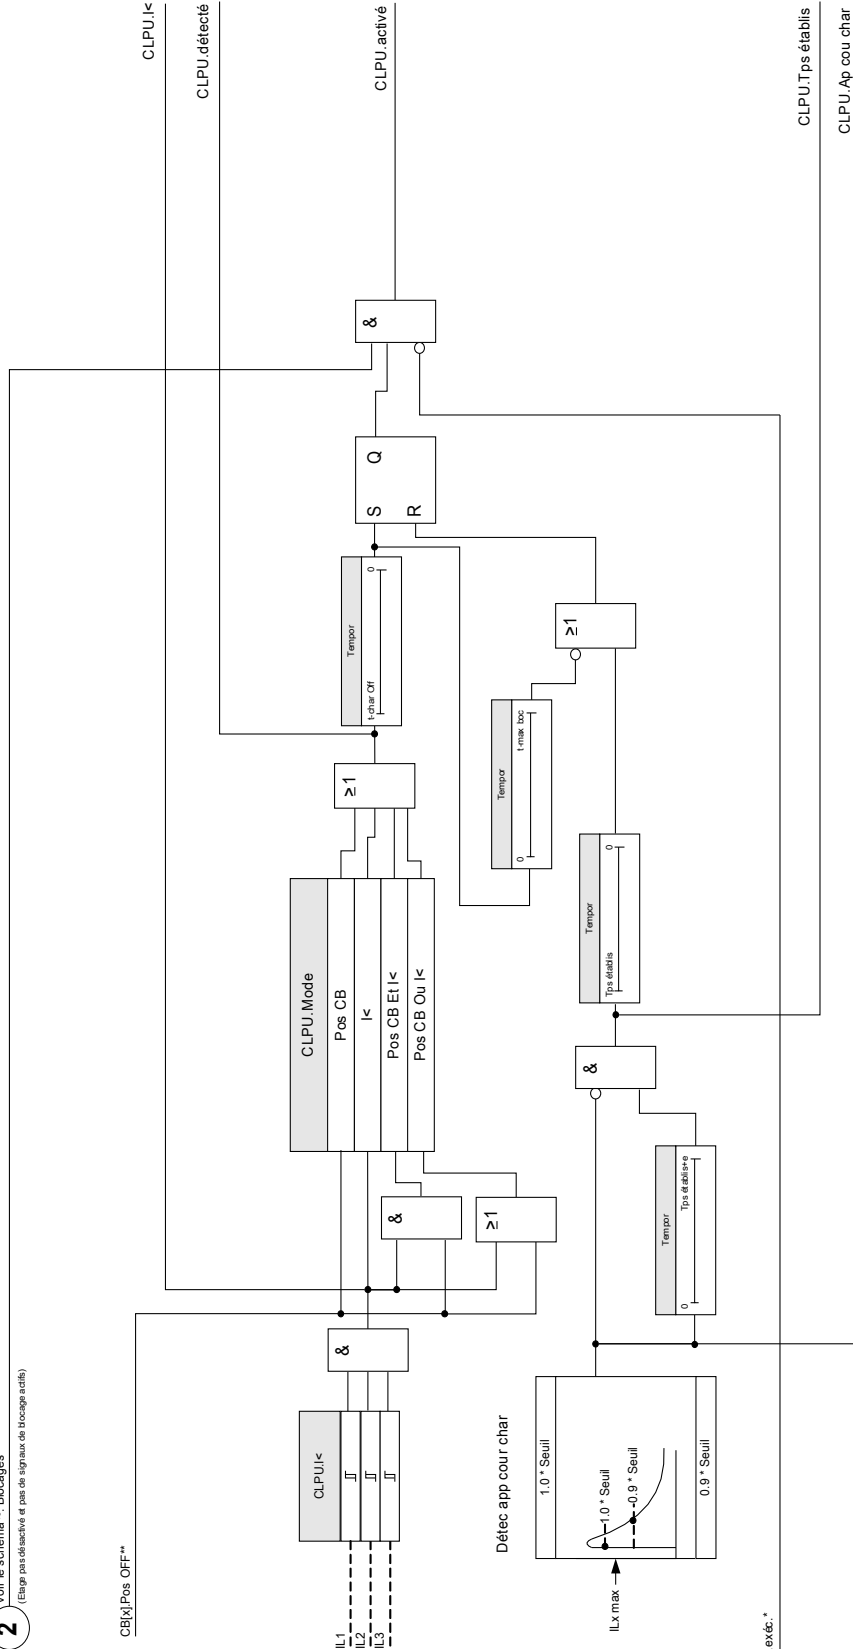 2
Voir le schéma : Blocages
(Etage pas désactivé et pas de signaux de blocage actifs)
CB[x].Pos OFF**
IL1
IL2
IL3
CLPU.I<
&
CLPU.Mode
Pos CB
I<
Pos CB Et I<
Pos CB Ou I<
&
≥1
≥1
Tempor
t-char Off
0
S
Q
R
&
CLPU.I<
CLPU.détecté
CLPU.activé
Tempor
0
t-max bloc
≥1
Détec app cour char
ILx max
1.0 * Seuil
1.0 * Seuil
0.9 * Seuil
0.9 * Seuil
Tempor
0
Tps établis+e
&
Tempor
Tps établis
0
CLPU.Tps établis
CLPU.Ap cou char
.exéc.*